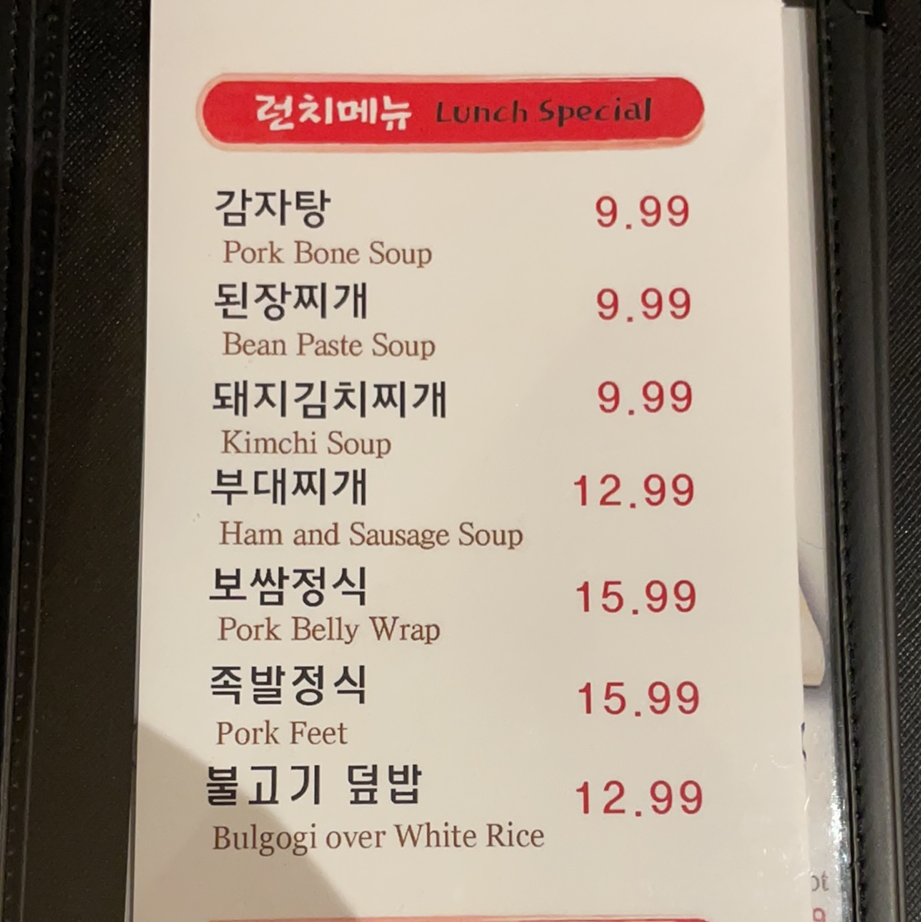 런치메뉴 Lunch Special
감자탕 9.99
Pork Bone Soup
된장찌개 9.99
Bean Paste Soup
돼지김치찌개 9.99
Kimchi Soup
부대찌개 12.99
Ham and Sausage Soup
보쌈정식 15.99
Pork Belly Wrap
족발정식 15.99
Pork Feet
불고기 덮밥 12.99
Bulgogi over White Rice